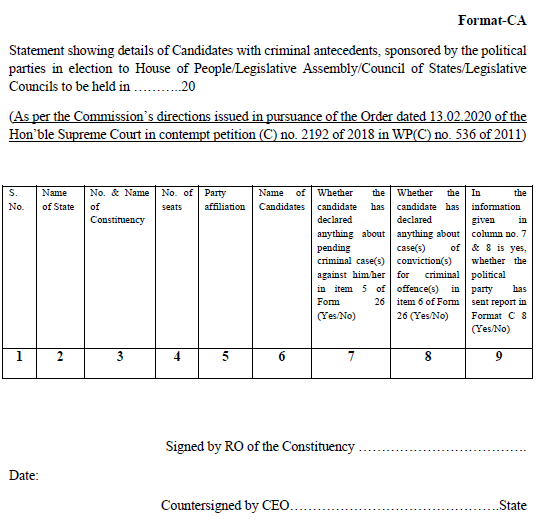 Format-CA
Statement showing details of Candidates with criminal antecedents, sponsored by the political
parties in election to House of People/Legislative Assembly/Council of States/Legislative
Councils to be held in ………..20
(As per the Commission's directions issued in pursuance of the Order dated 13.02.2020 of the
Hon'ble Supreme Court in contempt petition (C) no. 2192 of 2018 in WP(C) no. 536 of 2011)
S.
No.
Name
of State
No. & Name
of
Constituency
No. of
seats
Party
affiliation
Name of
Candidates
Whether the
candidate has
declared
anything about
pending
criminal case(s)
against him/her
in item 5 of
Form 26
(Yes/No)
Whether the
candidate has
declared
anything about
case(s) of
conviction(s)
for criminal
offence(s) in
item 6 of Form
26 (Yes/No)
In the
information
given in
column no. 7
& 8 is yes,
whether the
political
party has
sent report in
Format C 8
(Yes/No)
1 2 3 4 5 6 7 8 9
Signed by RO of the Constituency ……………………………….
Date:
Countersigned by CEO……………………………………….State